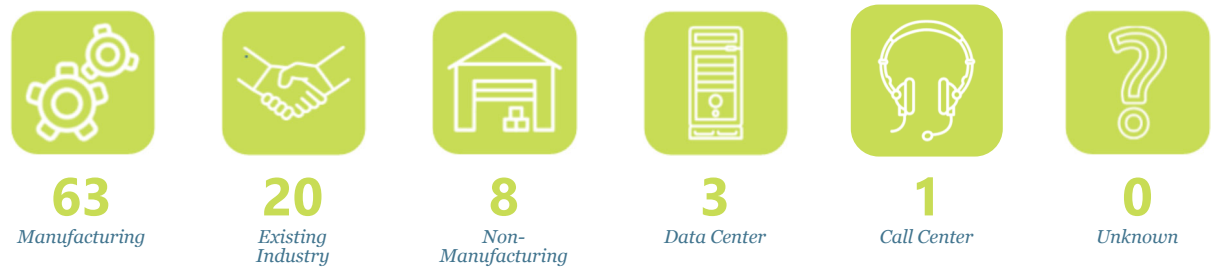 63
Manufacturing
20
Existing
Industry
8
Non-
Manufacturing
3
Data Center
1
Call Center
0
Unknown